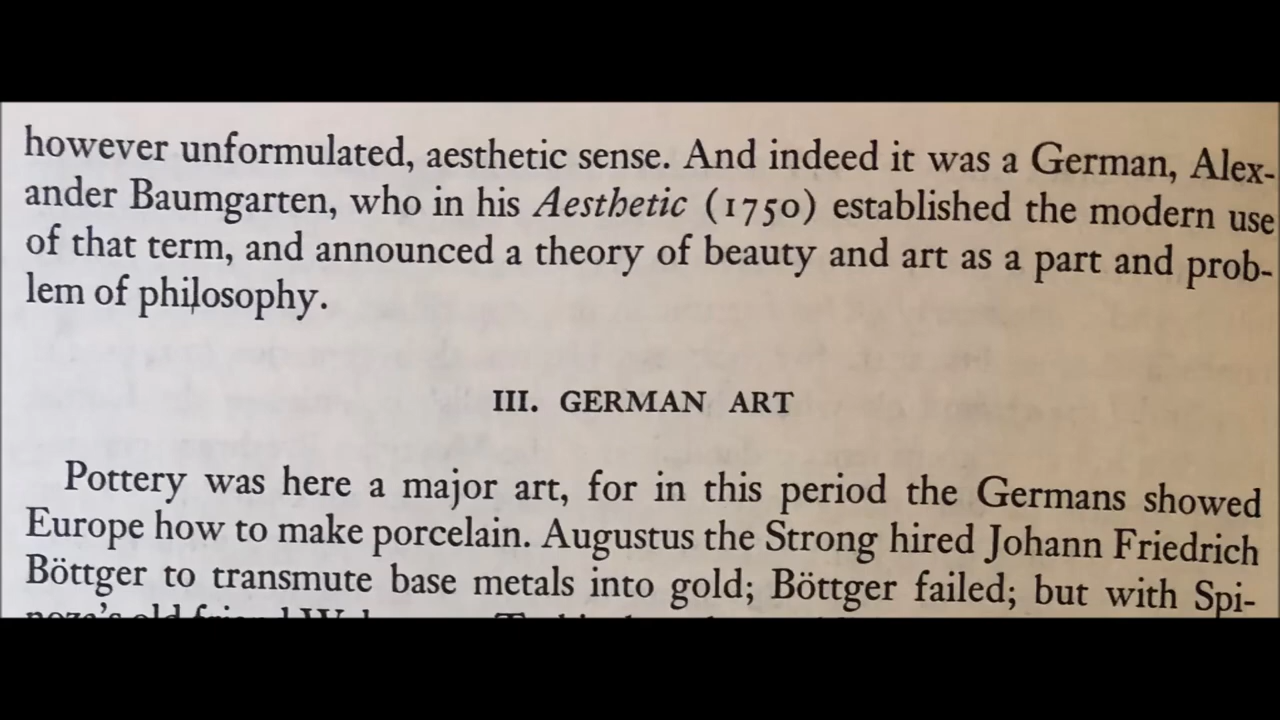 however unformulated, aesthetic sense. And indeed it was a German, Alex-
ander Baumgarten, who in his Aesthetic (1750) established the modern use
of that term, and announced a theory of beauty and art as a part and prob-
lem of philosophy.
III. GERMAN ART
Pottery was here a major art, for in this period the Germans showed
Europe how to make porcelain. Augustus the Strong hired Johann Friedrich
Böttger to transmute base metals into gold; Böttger failed; but with Spi-
noza's old friend